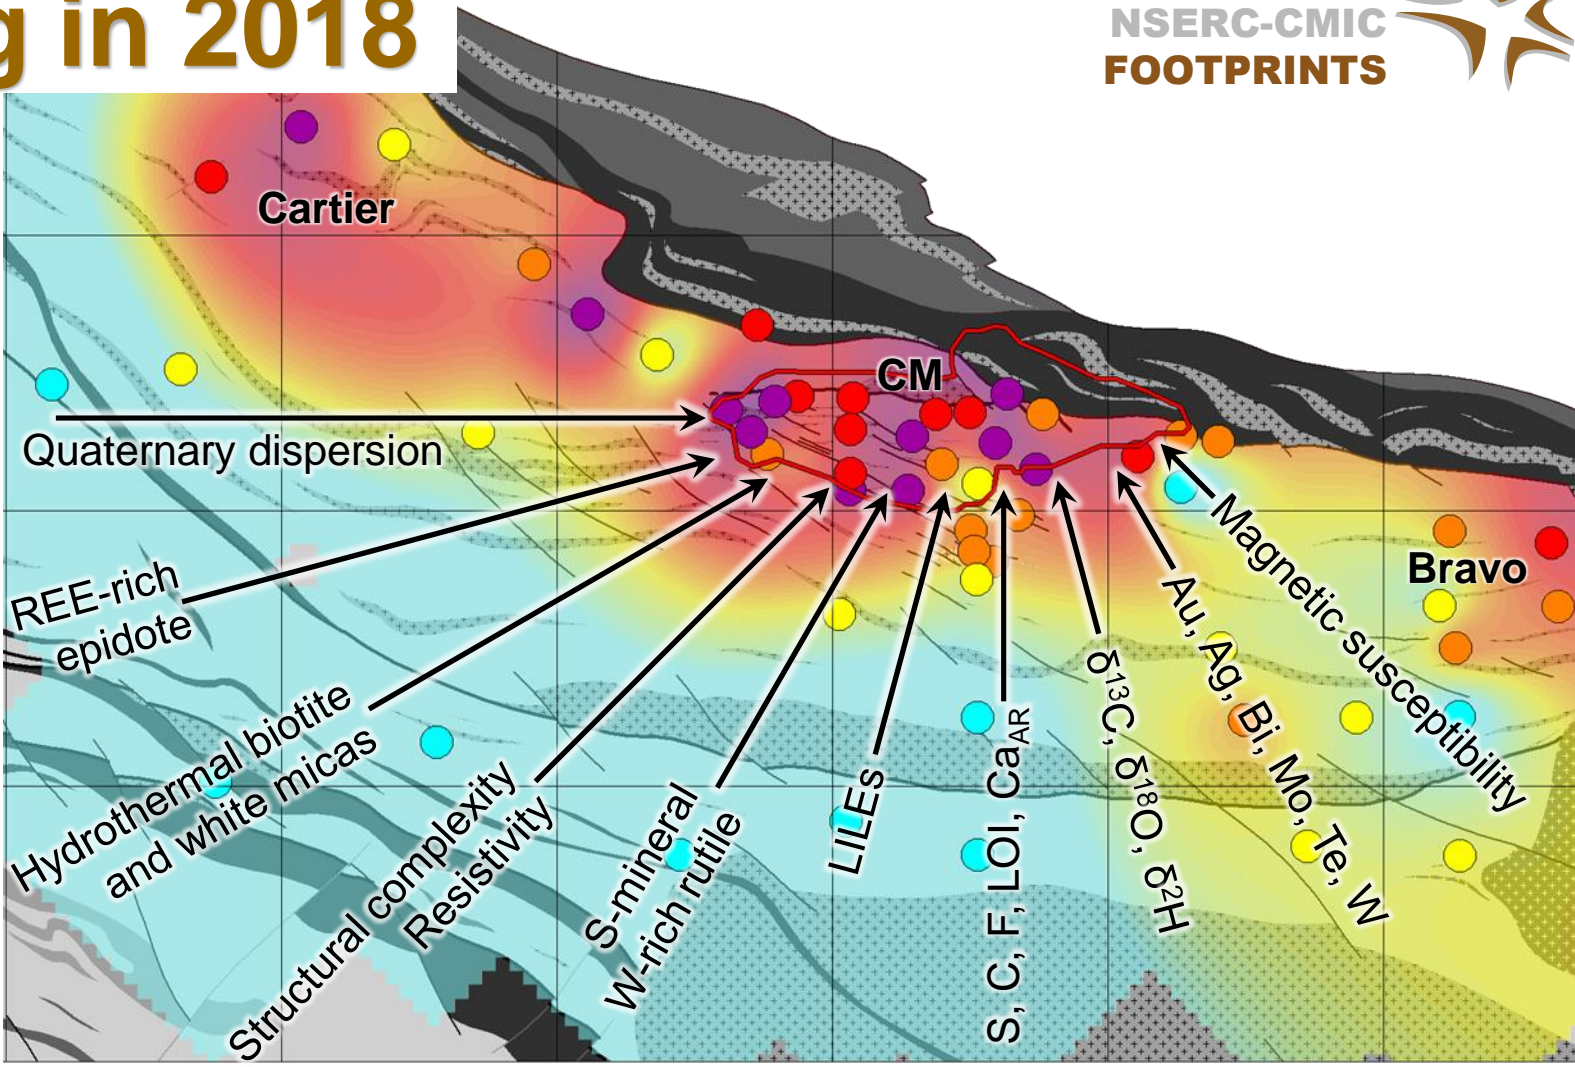 g in 2018
NSERC-CMIC
FOOTPRINTS
Cartier
CM
Bravo
Quaternary dispersion
REE-rich
epidote
Hydrothermal biotite
and white micas
Structural complexity
Resistivity
S-mineral
W-rich rutile
LILEs
S, C, F, LOI, Ca_AR
δ¹³C, δ¹⁸O, δ²H
Au, Ag, Bi, Mo, Te, W
Magnetic susceptibility